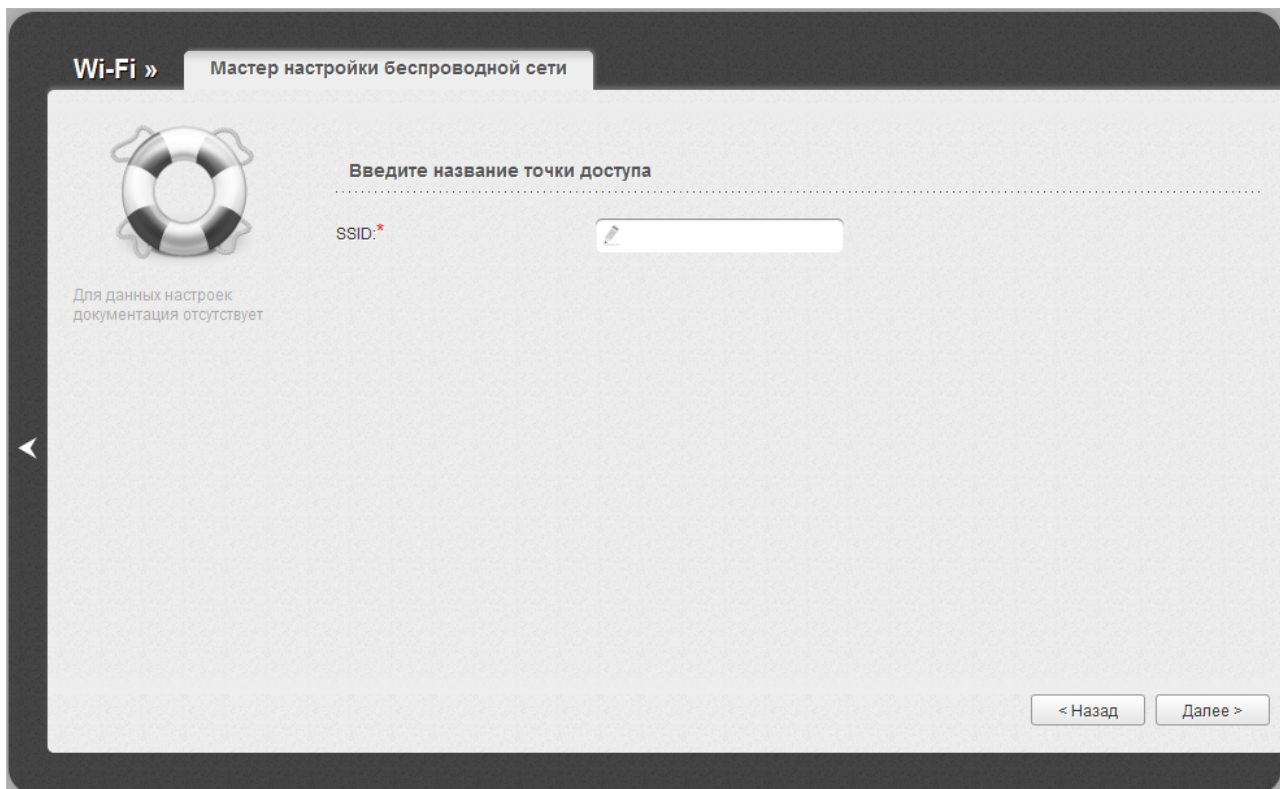 Wi-Fi » Мастер настройки беспроводной сети
Введите название точки доступа
SSID:*
Для данных настроек
документация отсутствует
< Назад Далее >